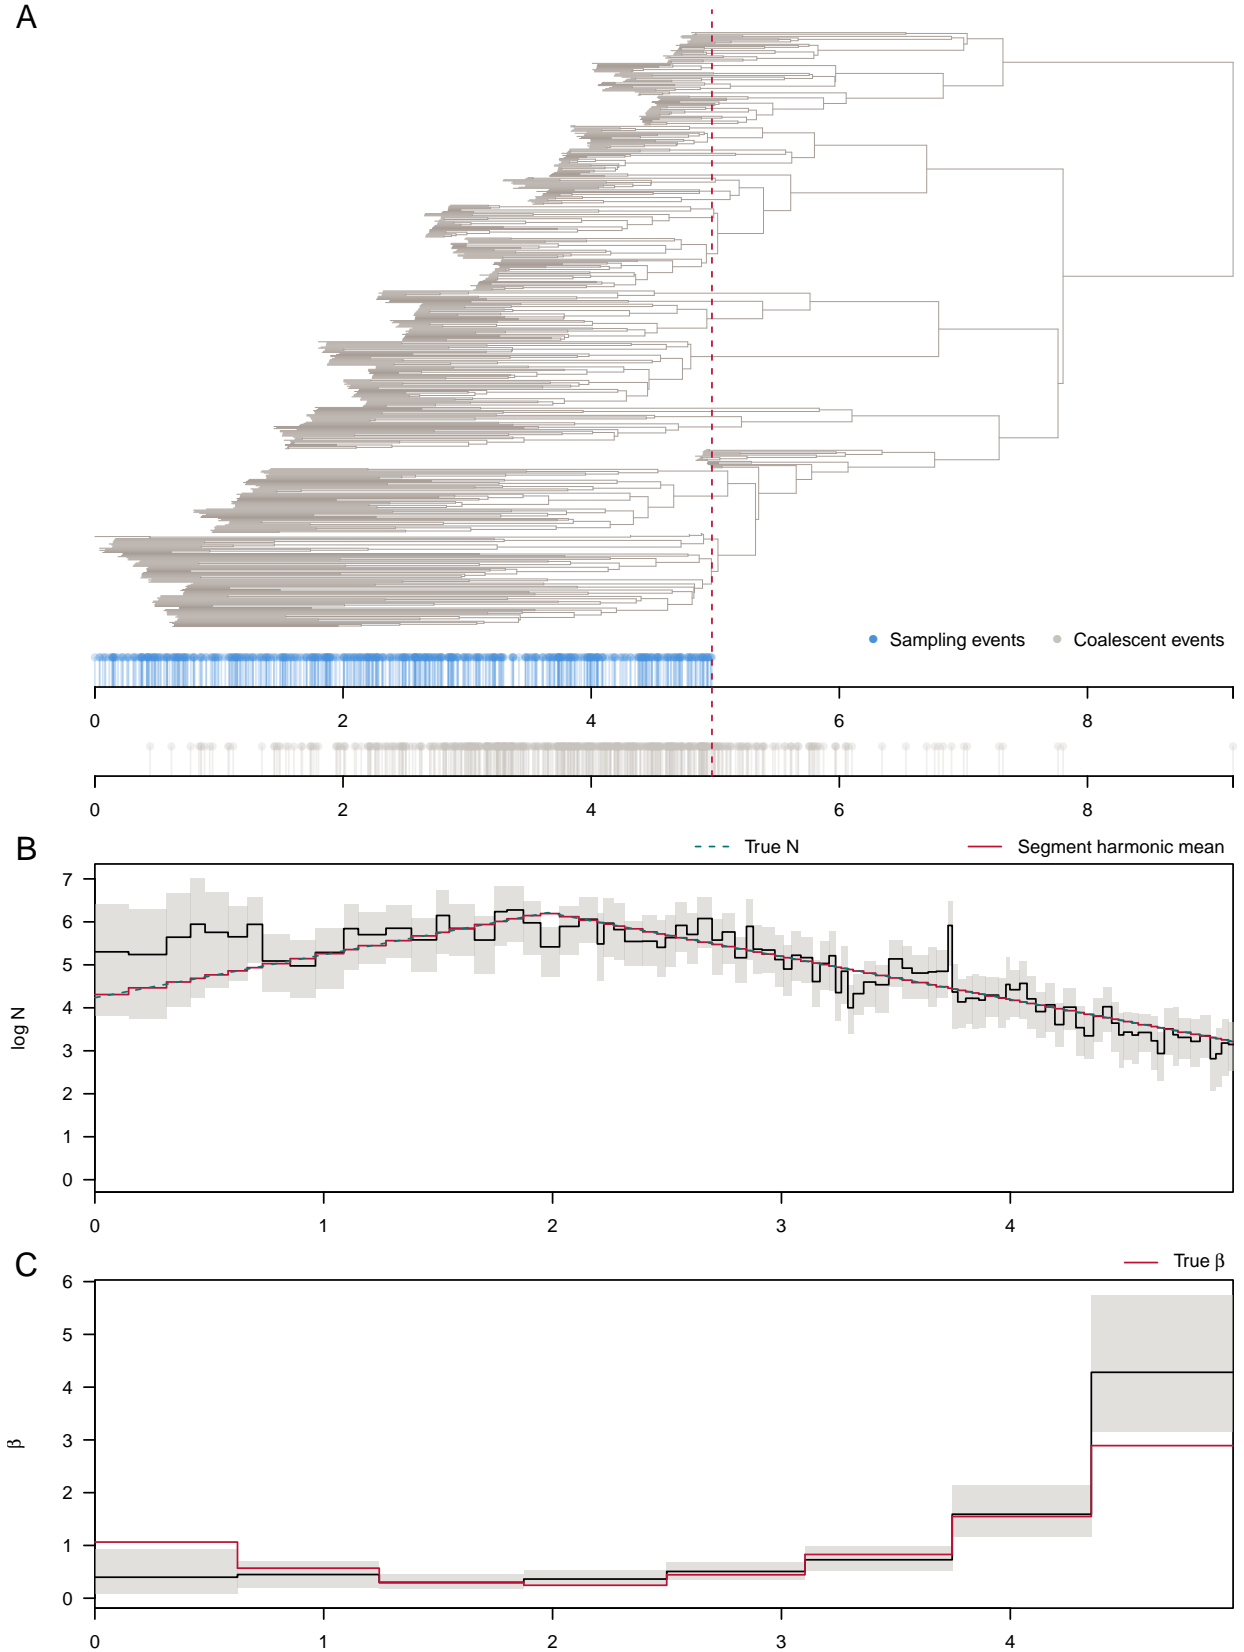 A
Sampling events Coalescent events
0 2 4 6 8
0 2 4 6 8
B
True N Segment harmonic mean
7
6
5
4
3
2
1
0
log N
0 1 2 3 4
C
True β
6
5
4
3
2
1
0
β
0 1 2 3 4